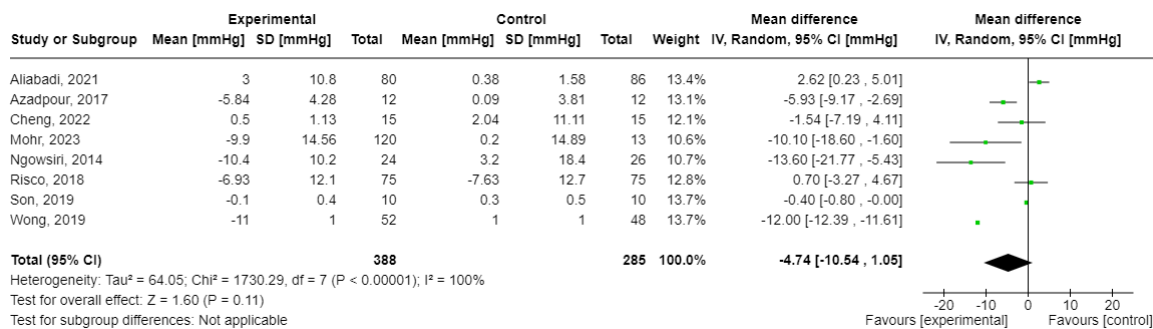 Experimental Control Mean difference Mean difference
Study or Subgroup Mean [mmHg] SD [mmHg] Total Mean [mmHg] SD [mmHg] Total Weight IV, Random, 95% CI [mmHg] IV, Random, 95% CI [mmHg]
Aliabadi, 2021 3 10.8 80 0.38 1.58 86 13.4% 2.62 [0.23 , 5.01]
Azadpour, 2017 -5.84 4.28 12 0.09 3.81 12 13.1% -5.93 [-9.17 , -2.69]
Cheng, 2022 0.5 1.13 15 2.04 11.11 15 11.9% -1.54 [-7.19 , 4.11]
Mohr, 2023 -9.9 14.56 120 0.2 14.89 13 10.6% -10.10 [-18.60 , -1.60]
Ngowsiri, 2014 -10.4 10.2 24 3.2 18.4 26 10.7% -13.60 [-21.77 , -5.43]
Risco, 2018 -6.93 12.1 75 -7.63 12.7 75 12.8% 0.70 [-3.27 , 4.67]
Son, 2019 -0.1 0.4 10 0.3 0.5 10 13.7% -0.40 [-0.80 , -0.00]
Wong, 2019 -11 1 52 1 1 48 13.7% -12.00 [-12.39 , -11.61]
Total (95% CI) 388 285 100.0% -4.74 [-10.54 , 1.05]
Heterogeneity: Tau² = 64.05; Chi² = 1730.29, df = 7 (P < 0.00001); I² = 100%
Test for overall effect: Z = 1.60 (P = 0.11)
Test for subgroup differences: Not applicable
-20 -10 0 10 20
Favours [experimental] Favours [control]